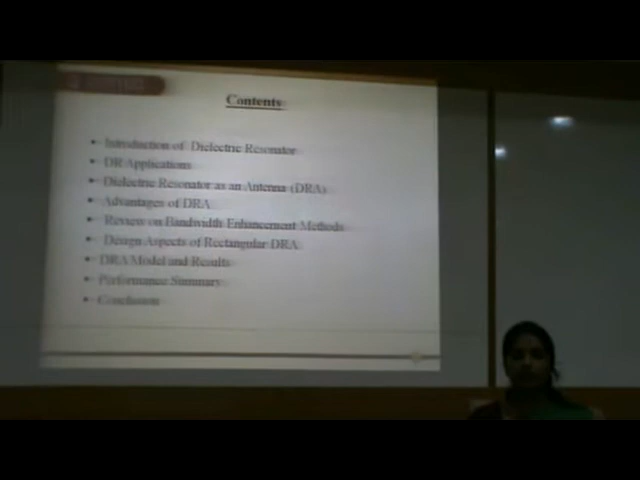 Contents
• Introduction of Dielectric Resonator
• DR Applications
• Dielectric Resonator as an Antenna (DRA)
• Advantages of DRA
• Review on Bandwidth Enhancement Methods
• Design Aspects of Rectangular DRA
• DRA Model and Results
• Performance Summary
• Conclusion